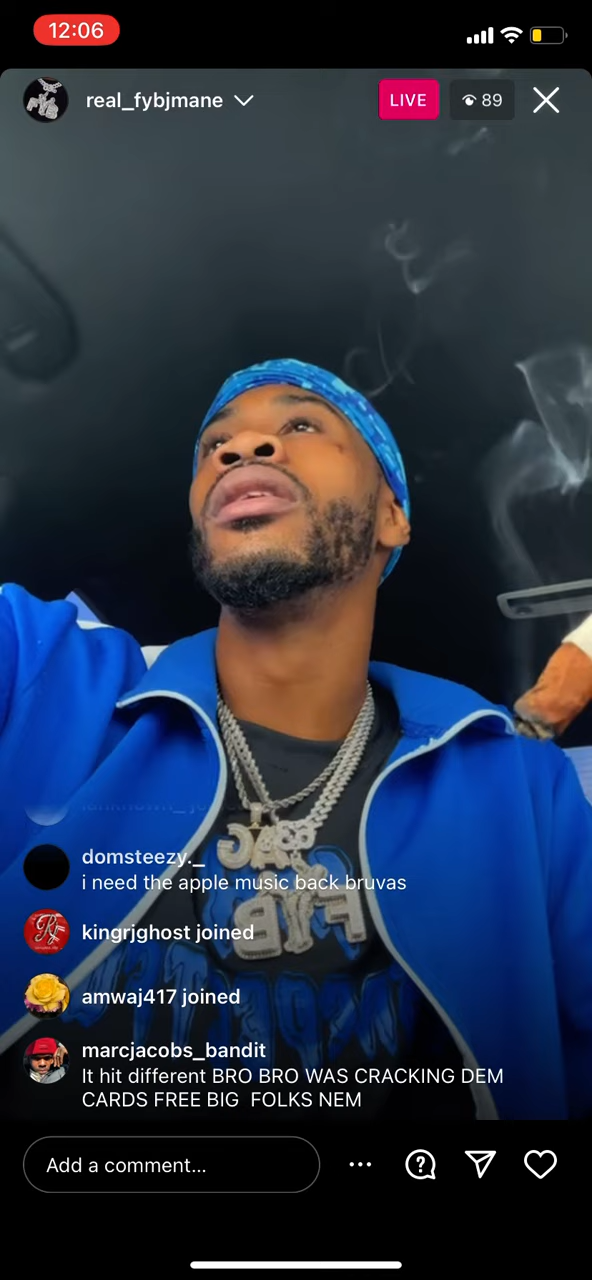 12:06
real_fybjmane
LIVE
89
domsteezy._
i need the apple music back bruvas
kingrjghost joined
amwaj417 joined
marcjacobs_bandit
It hit different BRO BRO WAS CRACKING DEM
CARDS FREE BIG FOLKS NEM
Add a comment...